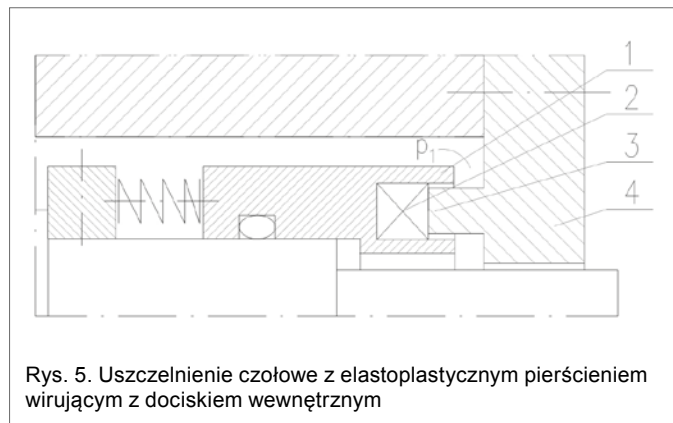 1
2
p1
3
4
Rys. 5. Uszczelnienie czołowe z elastoplastycznym pierścieniem
wirującym z dociskiem wewnętrznym